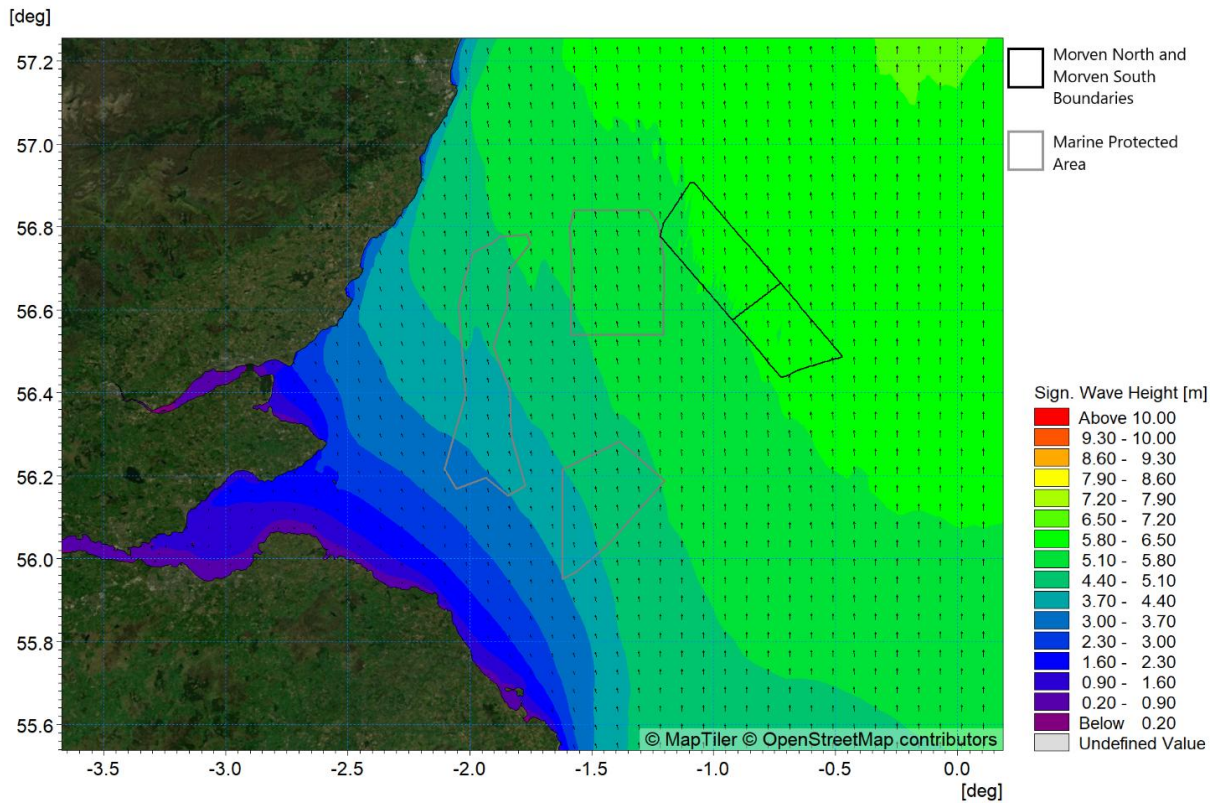 [deg]
57.2
57.0
56.8
56.6
56.4
56.2
56.0
55.8
55.6
-3.5 -3.0 -2.5 -2.0 -1.5 -1.0 -0.5 0.0
[deg]
© MapTiler © OpenStreetMap contributors
Morven North and
Morven South
Boundaries
Marine Protected
Area
Sign. Wave Height [m]
Above 10.00
9.30 - 10.00
8.60 - 9.30
7.90 - 8.60
7.20 - 7.90
6.50 - 7.20
5.80 - 6.50
5.10 - 5.80
4.40 - 5.10
3.70 - 4.40
3.00 - 3.70
2.30 - 3.00
1.60 - 2.30
0.90 - 1.60
0.20 - 0.90
Below 0.20
Undefined Value